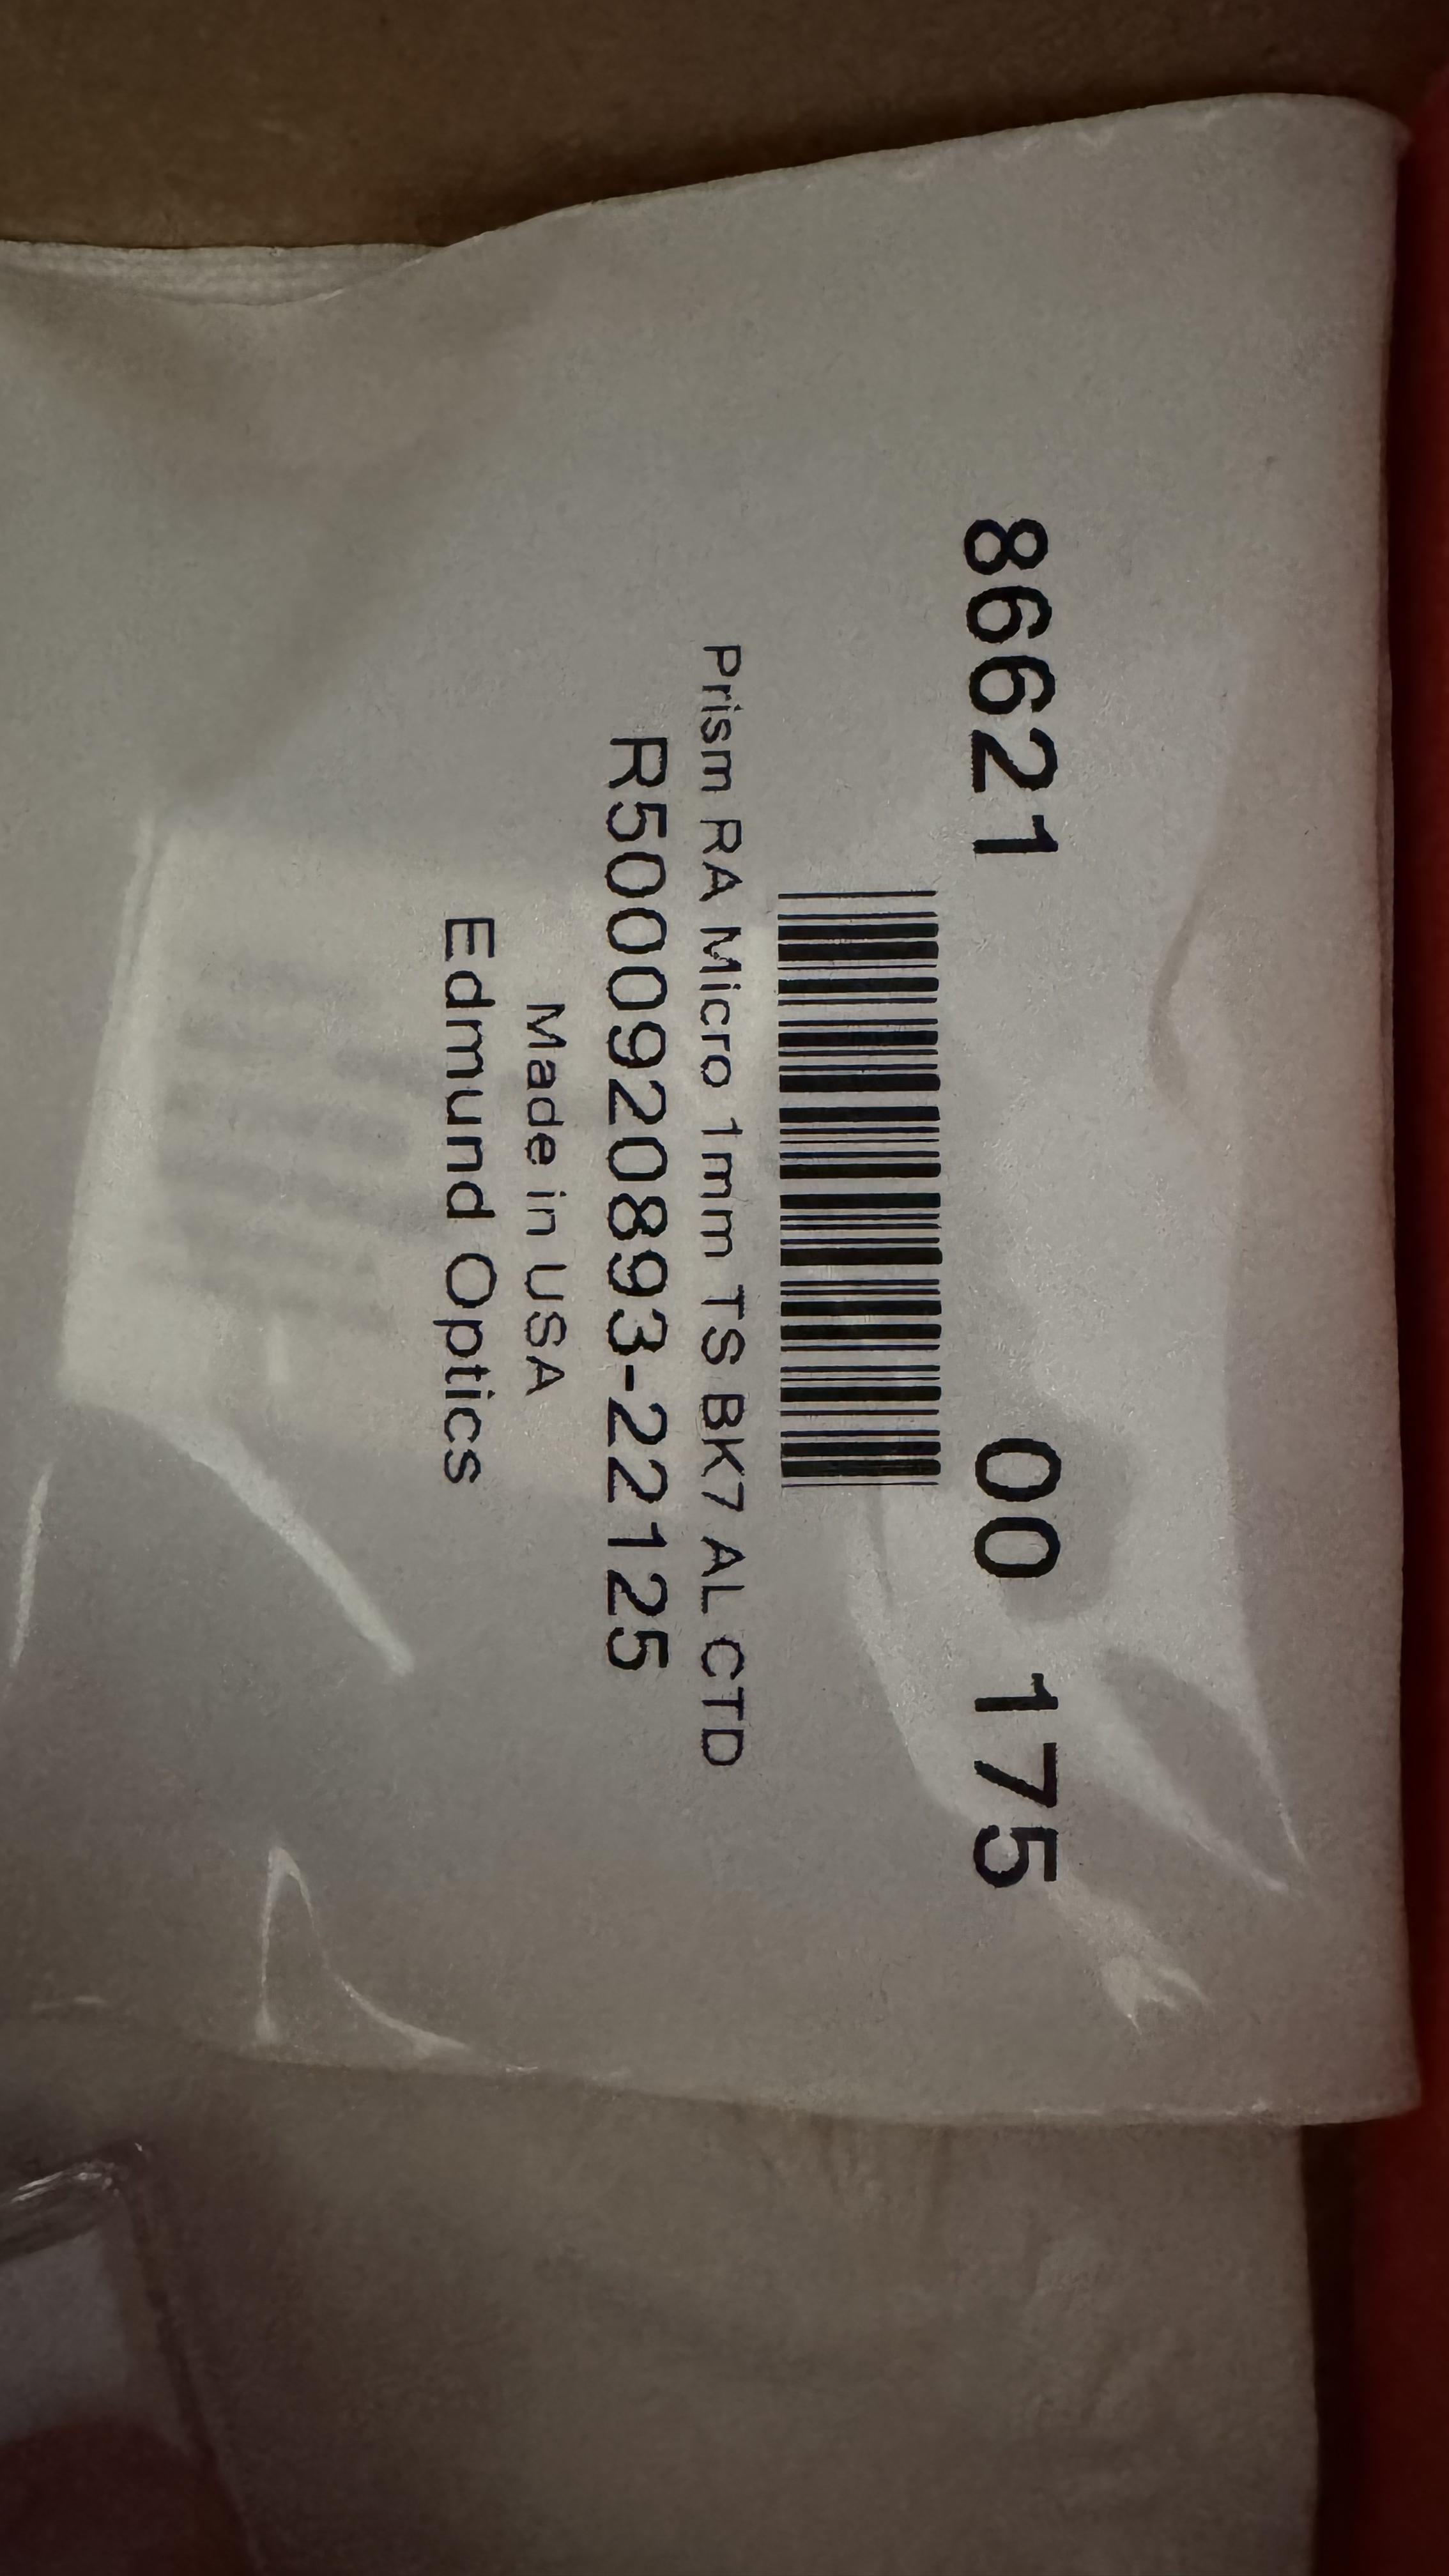 86621 00 175
Prism RA Micro 1mm TS BK7 AL CTD
R5000920893-22125
Made in USA
Edmund Optics